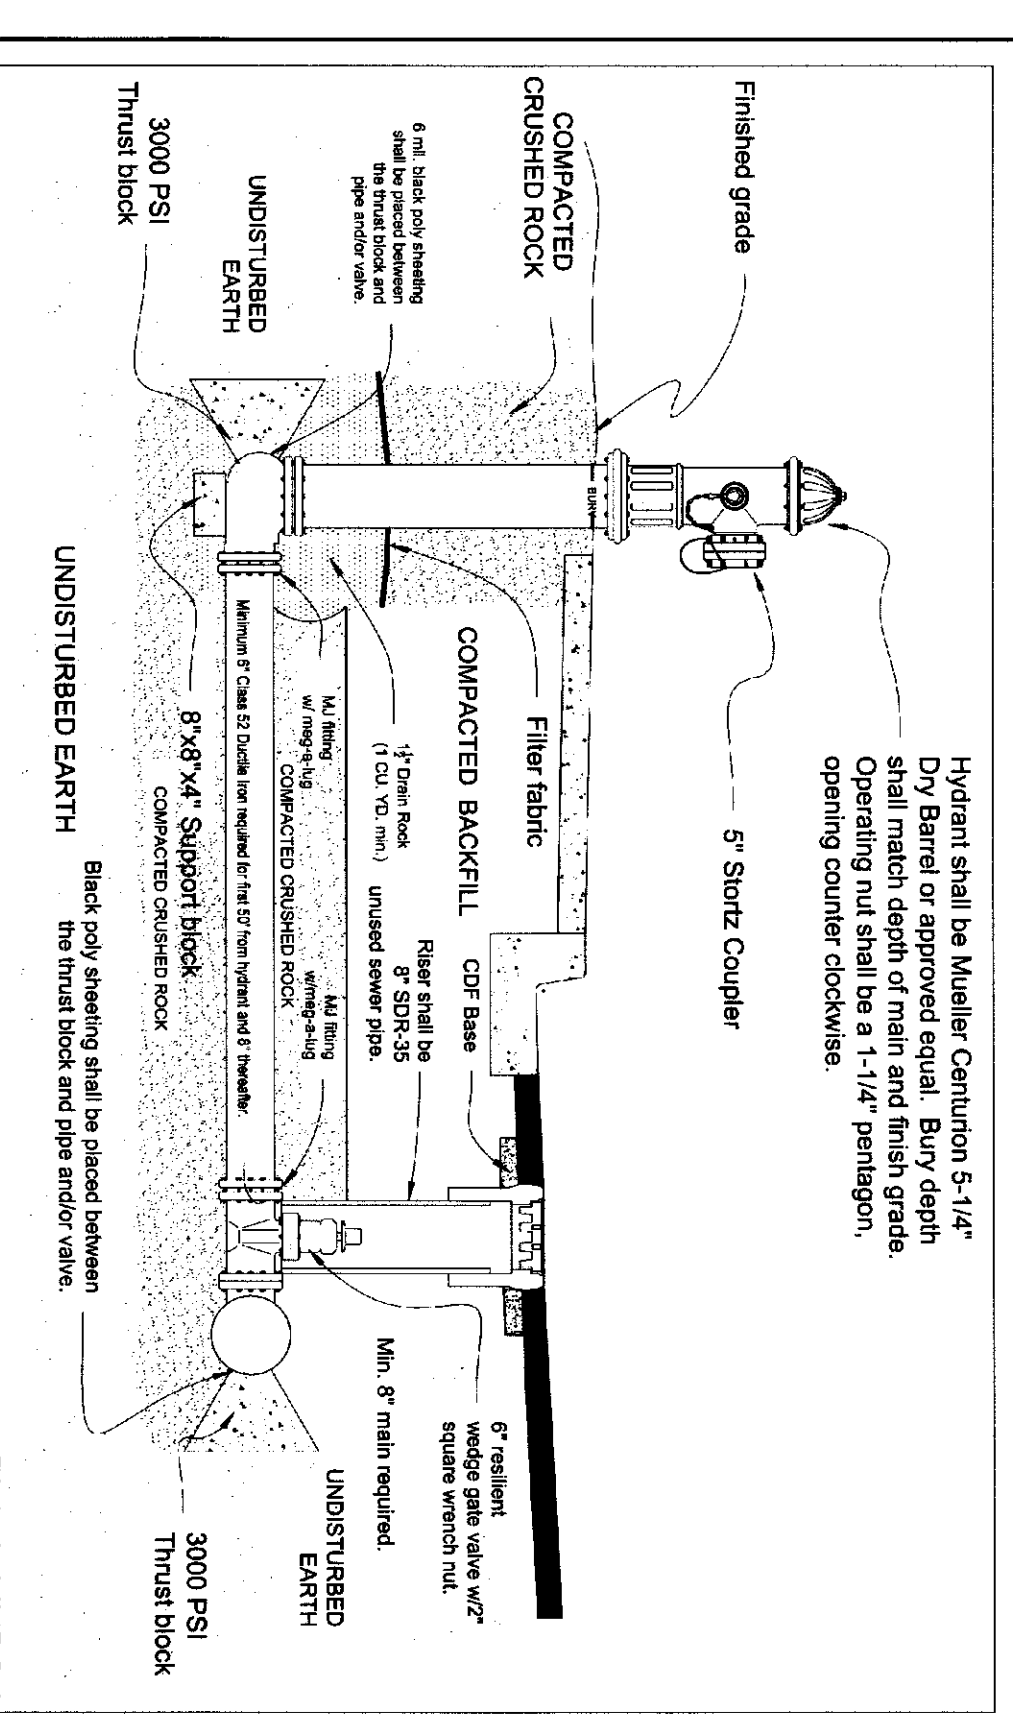 Hydrant shall be Mueller Centurion 5-1/4"
Dry Barrel or approved equal. Bury depth
shall match depth of main and finish grade.
Operating nut shall be a 1-1/4" pentagon,
opening counter clockwise.
Finished grade
5" Stortz Coupler
COMPACTED
CRUSHED ROCK
BURY
Filter fabric
COMPACTED BACKFILL
CDF Base
6" resilient
wedge gate valve w/2"
square wrench nut.
6 mil. black poly sheeting
shall be placed between
the thrust block and
pipe and/or valve.
1½" Drain Rock
(1 CU. YD. min.)
Riser shall be
8" SDR-35
unused sewer pipe.
Min. 8" main required.
UNDISTURBED
EARTH
MJ fitting
w/ meg-a-lug
COMPACTED CRUSHED ROCK
MJ fitting
w/meg-a-lug
UNDISTURBED
EARTH
Minimum 6" Class 52 Ductile Iron required for first 50' from hydrant and 8" thereafter.
3000 PSI
Thrust block
8"x8"x4" Support block
COMPACTED CRUSHED ROCK
3000 PSI
Thrust block
UNDISTURBED EARTH
Black poly sheeting shall be placed between
the thrust block and pipe and/or valve.